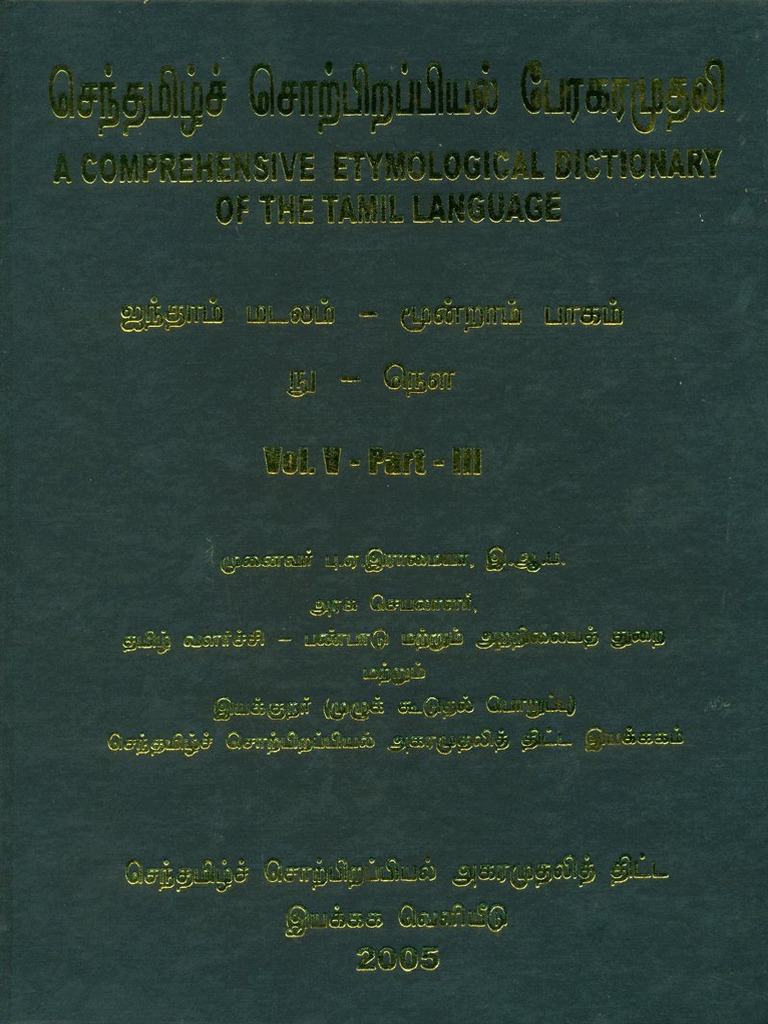 செந்தமிழ்ச் சொற்பிறப்பியல் பேரகரமுதலி
A COMPREHENSIVE ETYMOLOGICAL DICTIONARY
OF THE TAMIL LANGUAGE
ஐந்தாம் மடலம் – மூன்றாம் பாகம்
நு – நௌ
Vol. V - Part - III
முனைவர் பு.ஏ.இராமையா, இ.ஆ.ப.
அரசு செயலாளர்,
தமிழ் வளர்ச்சி – பண்பாடு மற்றும் அறநிலையத் துறை
மற்றும்
இயக்குநர் (முழுக் கூடுதல் பொறுப்பு)
செந்தமிழ்ச் சொற்பிறப்பியல் அகரமுதலித் திட்ட இயக்ககம்
செந்தமிழ்ச் சொற்பிறப்பியல் அகரமுதலித் திட்ட
இயக்கக வெளியீடு
2005